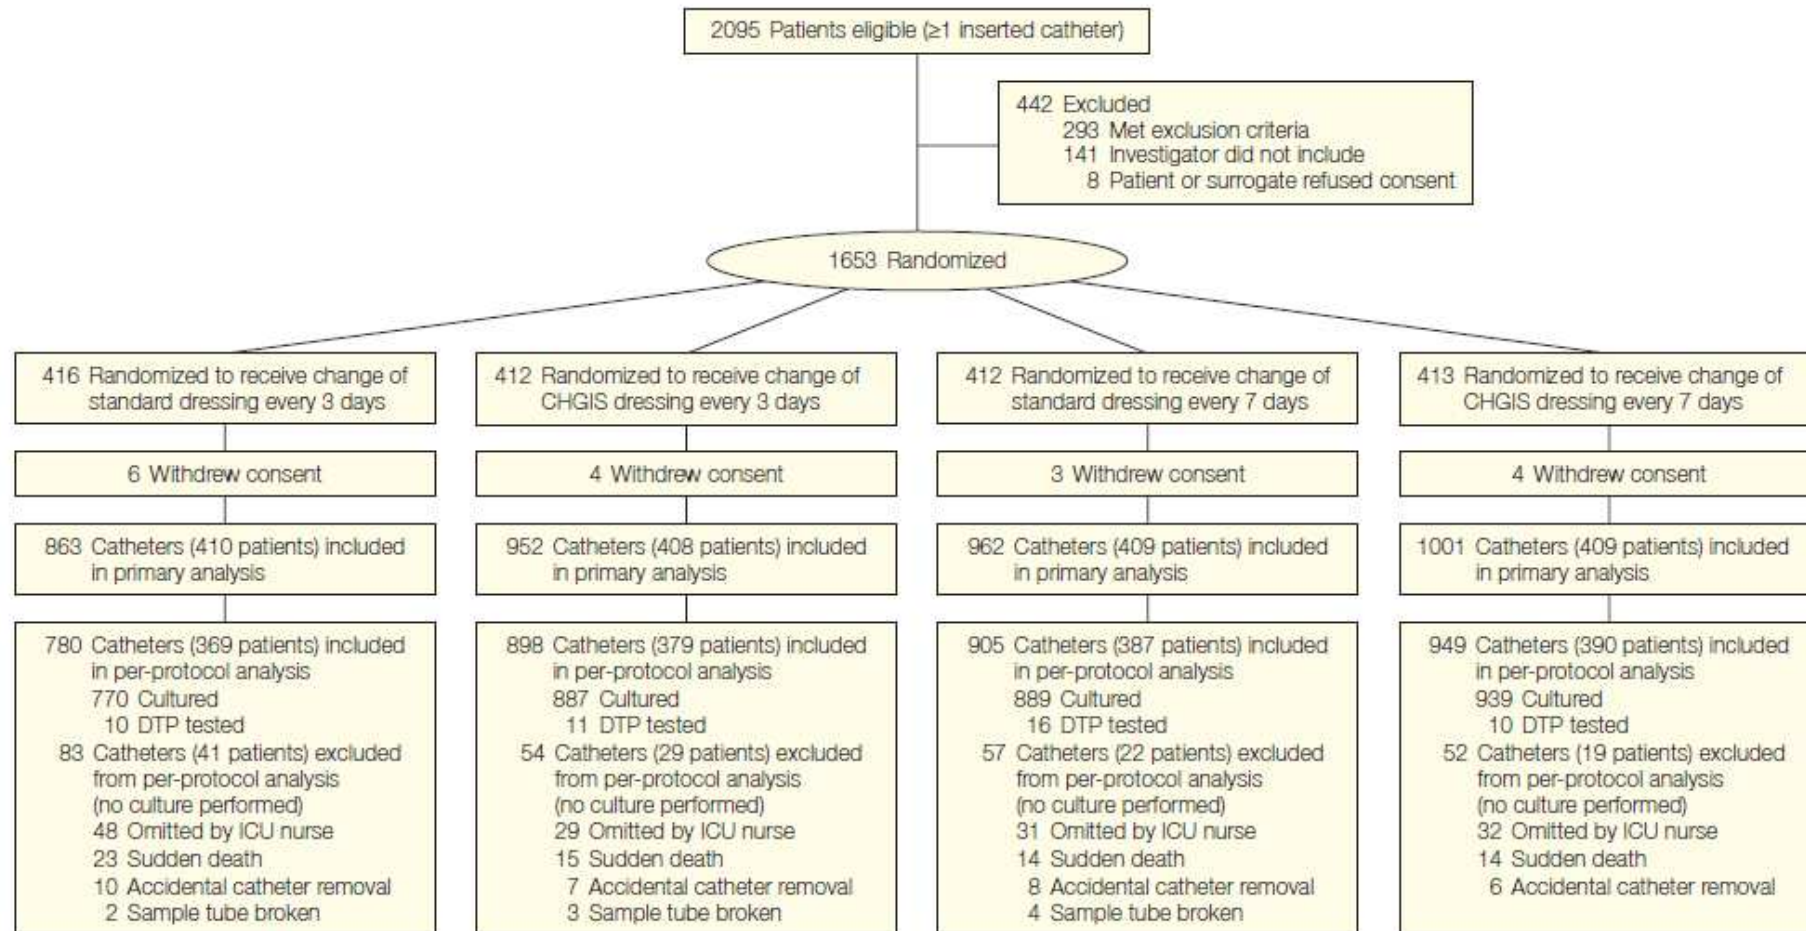 2095 Patients eligible (≥1 inserted catheter)
442 Excluded
293 Met exclusion criteria
141 Investigator did not include
8 Patient or surrogate refused consent
1653 Randomized
416 Randomized to receive change of
standard dressing every 3 days
6 Withdrew consent
863 Catheters (410 patients) included
in primary analysis
780 Catheters (369 patients) included
in per-protocol analysis
770 Cultured
10 DTP tested
83 Catheters (41 patients) excluded
from per-protocol analysis
(no culture performed)
48 Omitted by ICU nurse
23 Sudden death
10 Accidental catheter removal
2 Sample tube broken
412 Randomized to receive change of
CHGIS dressing every 3 days
4 Withdrew consent
952 Catheters (408 patients) included
in primary analysis
898 Catheters (379 patients) included
in per-protocol analysis
887 Cultured
11 DTP tested
54 Catheters (29 patients) excluded
from per-protocol analysis
(no culture performed)
29 Omitted by ICU nurse
15 Sudden death
7 Accidental catheter removal
3 Sample tube broken
412 Randomized to receive change of
standard dressing every 7 days
3 Withdrew consent
962 Catheters (409 patients) included
in primary analysis
905 Catheters (387 patients) included
in per-protocol analysis
889 Cultured
16 DTP tested
57 Catheters (22 patients) excluded
from per-protocol analysis
(no culture performed)
31 Omitted by ICU nurse
14 Sudden death
8 Accidental catheter removal
4 Sample tube broken
413 Randomized to receive change of
CHGIS dressing every 7 days
4 Withdrew consent
1001 Catheters (409 patients) included
in primary analysis
949 Catheters (390 patients) included
in per-protocol analysis
939 Cultured
10 DTP tested
52 Catheters (19 patients) excluded
from per-protocol analysis
(no culture performed)
32 Omitted by ICU nurse
14 Sudden death
6 Accidental catheter removal